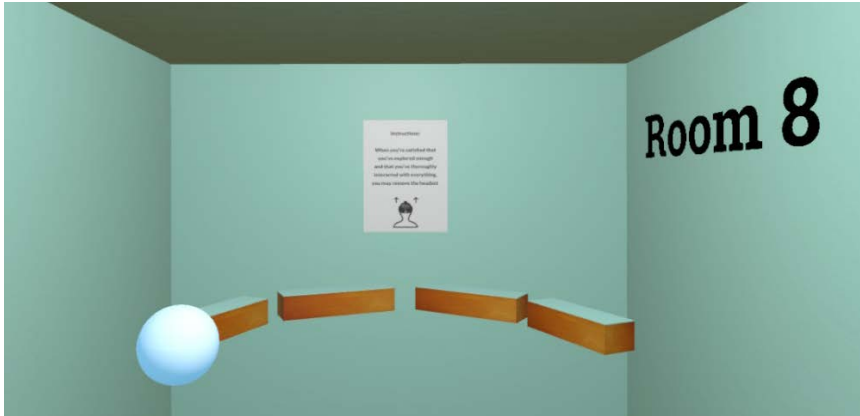 Instructions:
When you're satisfied that
you've explored enough
and that you've thoroughly
interacted with everything,
you may remove the headset
Room 8